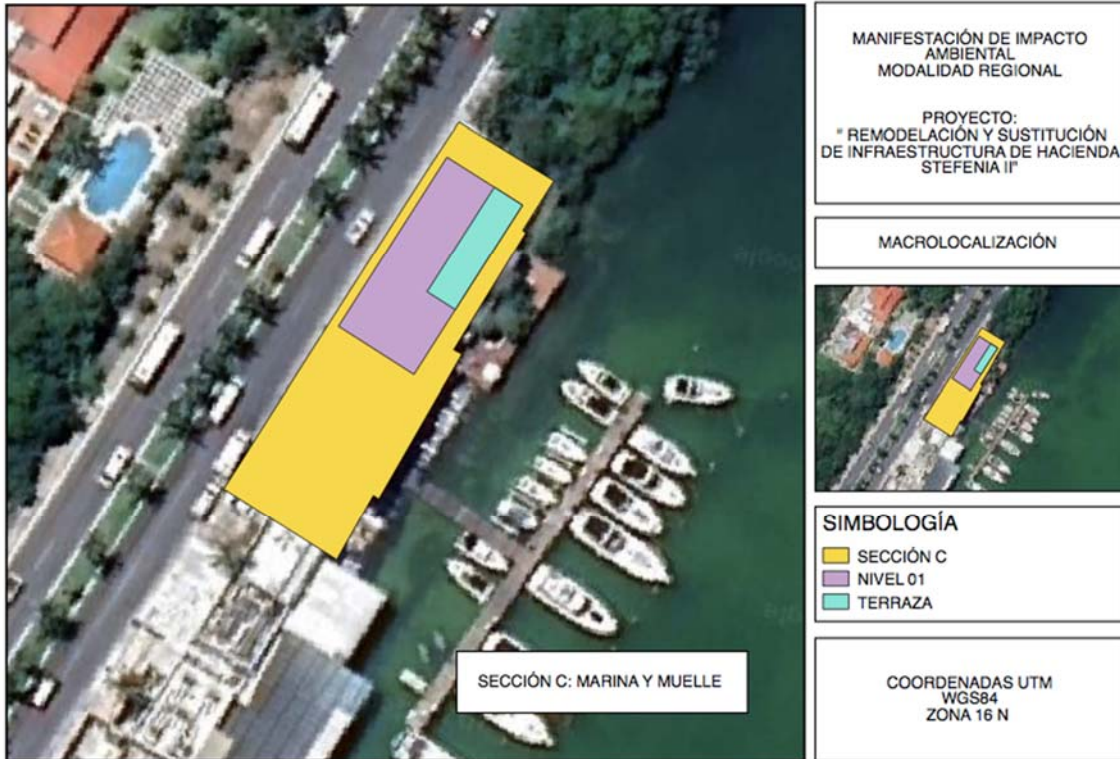 MANIFESTACIÓN DE IMPACTO
AMBIENTAL
MODALIDAD REGIONAL
PROYECTO:
" REMODELACIÓN Y SUSTITUCIÓN
DE INFRAESTRUCTURA DE HACIENDA
STEFENIA II"
MACROLOCALIZACIÓN
SIMBOLOGÍA
SECCIÓN C
NIVEL 01
TERRAZA
SECCIÓN C: MARINA Y MUELLE
COORDENADAS UTM
WGS84
ZONA 16 N